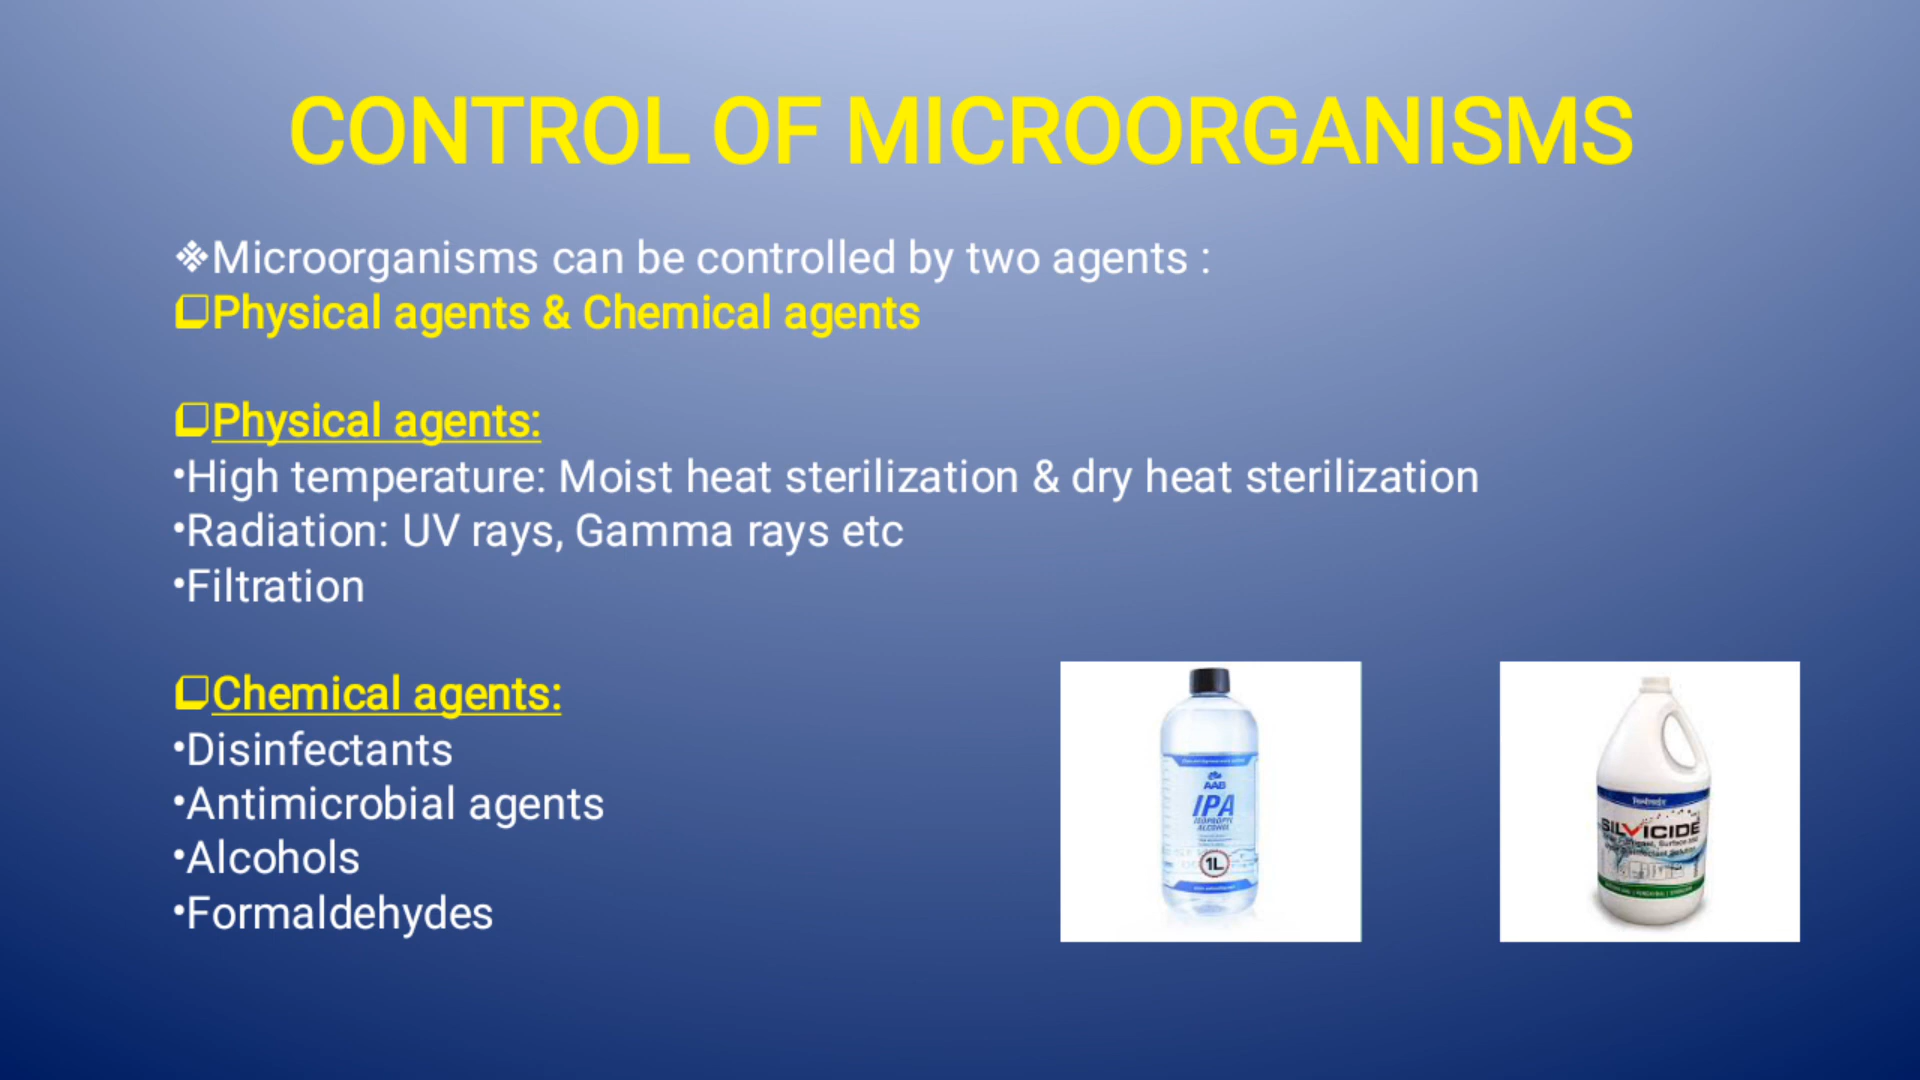 CONTROL OF MICROORGANISMS
❖Microorganisms can be controlled by two agents :
❑Physical agents & Chemical agents
❑Physical agents:
•High temperature: Moist heat sterilization & dry heat sterilization
•Radiation: UV rays, Gamma rays etc
•Filtration
❑Chemical agents:
•Disinfectants
•Antimicrobial agents
•Alcohols
•Formaldehydes
AAB
IPA
ISOPROPYL
ALCOHOL
1L
SILVICIDE